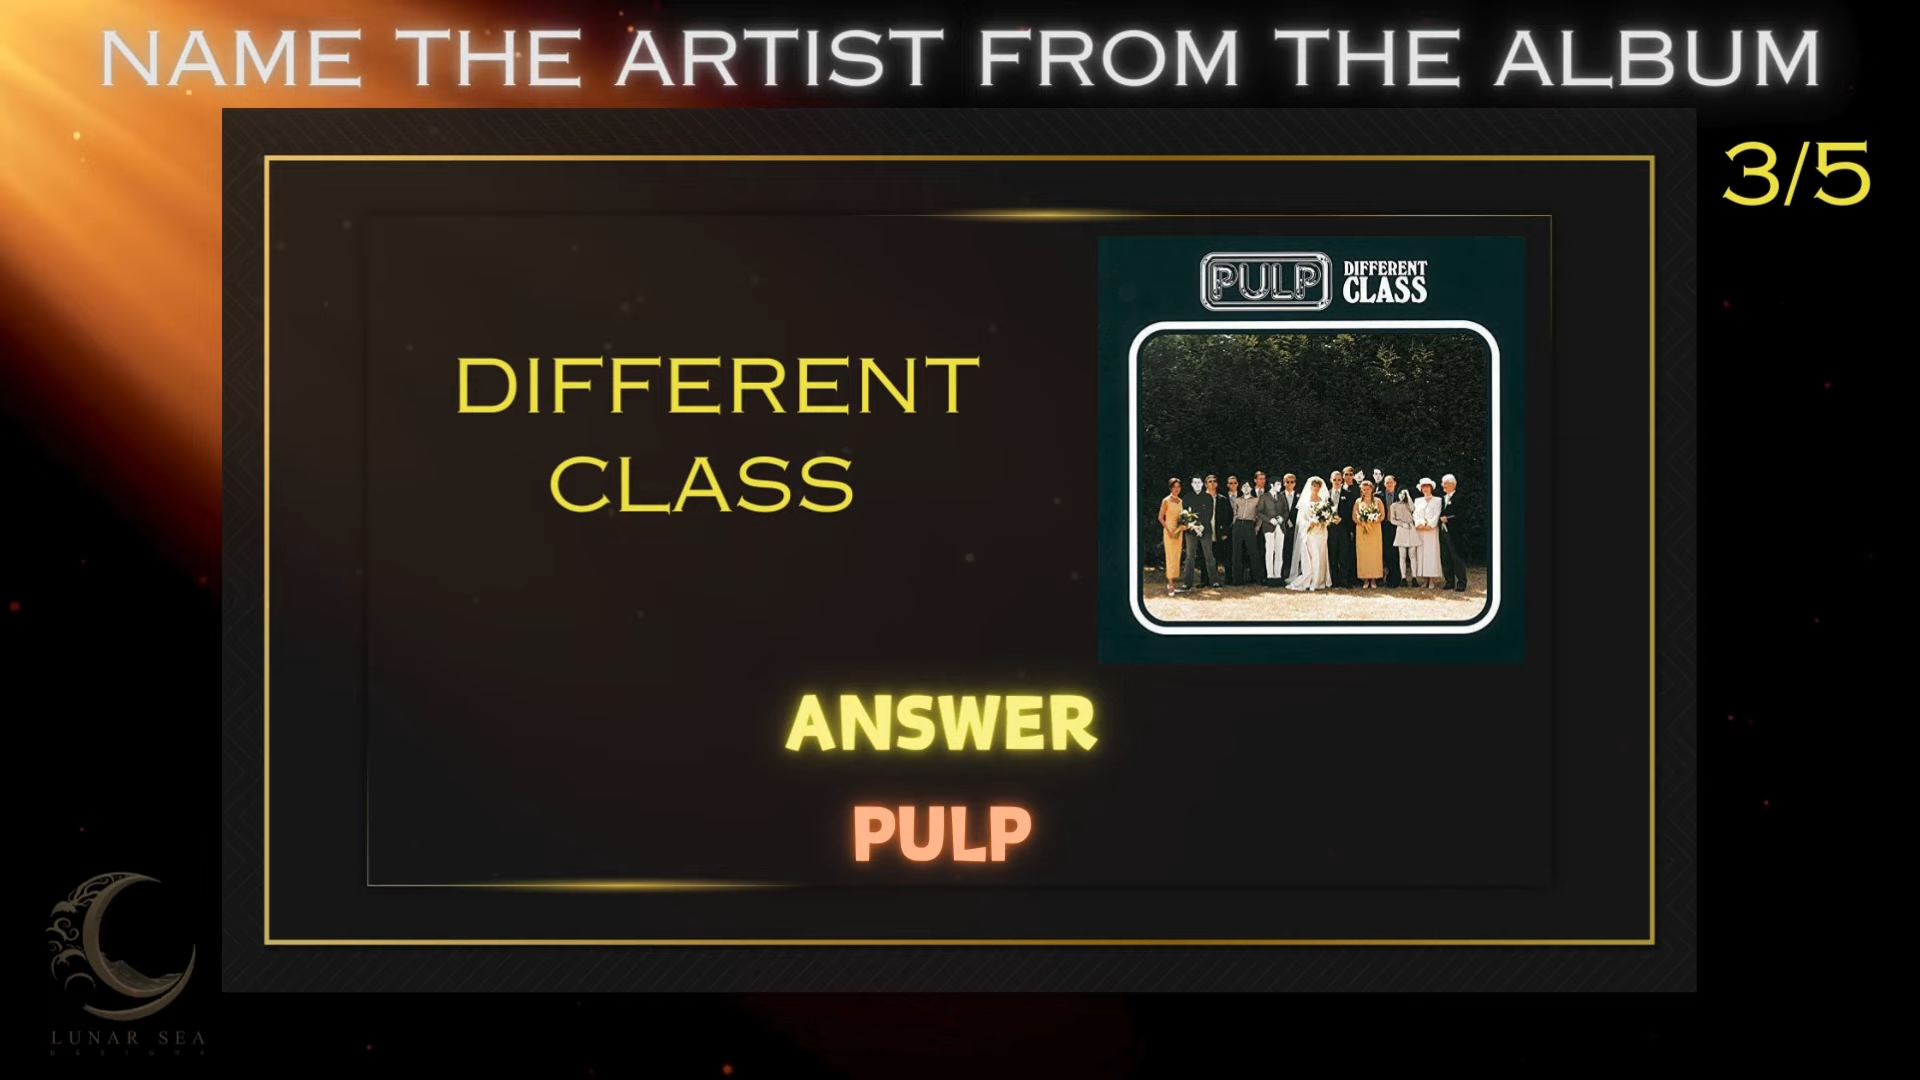 NAME THE ARTIST FROM THE ALBUM
3/5
PULP DIFFERENT
CLASS
DIFFERENT
CLASS
ANSWER
PULP
LUNAR SEA